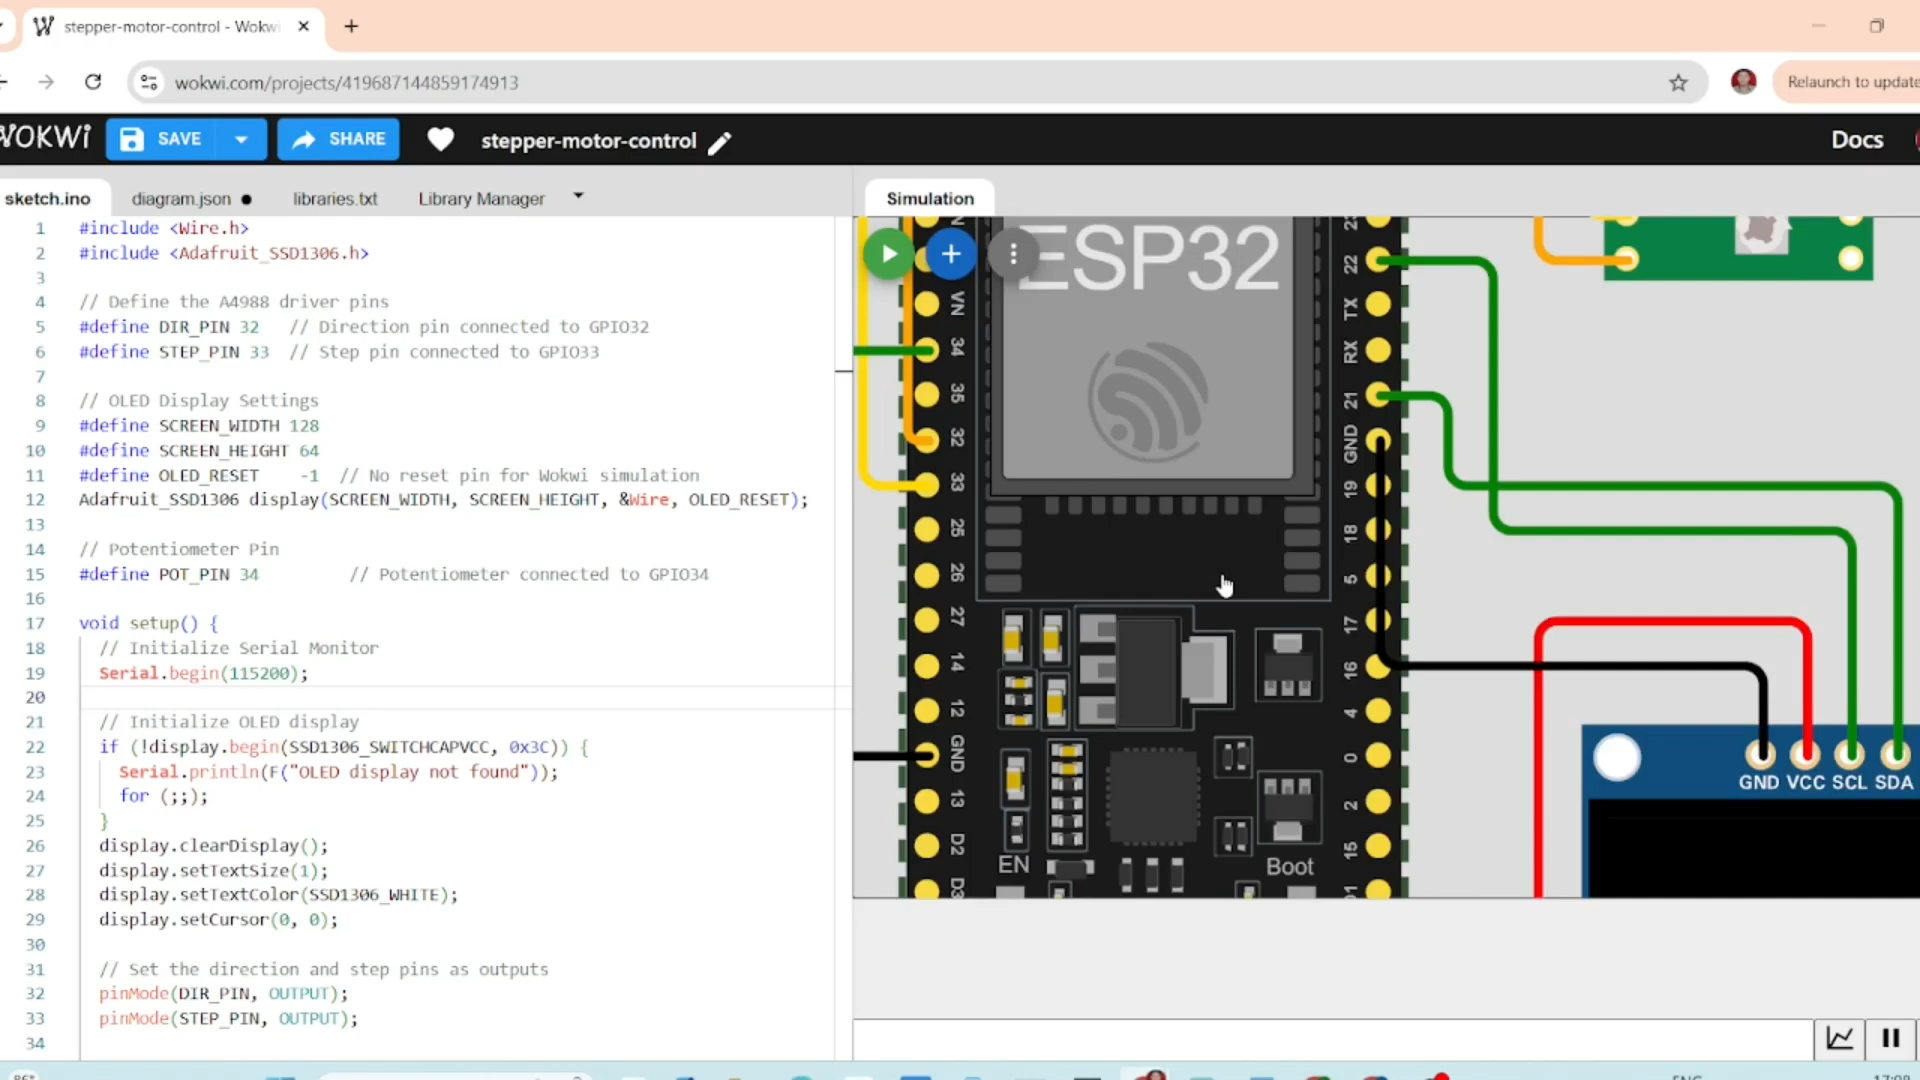 stepper-motor-control - Wokwi
wokwi.com/projects/419687144859174913
Relaunch to update
WOKWi
SAVE
SHARE
stepper-motor-control
Docs
sketch.ino
diagram.json
libraries.txt
Library Manager
Simulation
1 #include <Wire.h>
2 #include <Adafruit_SSD1306.h>
3
4 // Define the A4988 driver pins
5 #define DIR_PIN 32 // Direction pin connected to GPIO32
6 #define STEP_PIN 33 // Step pin connected to GPIO33
7
8 // OLED Display Settings
9 #define SCREEN_WIDTH 128
10 #define SCREEN_HEIGHT 64
11 #define OLED_RESET -1 // No reset pin for Wokwi simulation
12 Adafruit_SSD1306 display(SCREEN_WIDTH, SCREEN_HEIGHT, &Wire, OLED_RESET);
13
14 // Potentiometer Pin
15 #define POT_PIN 34 // Potentiometer connected to GPIO34
16
17 void setup() {
18 // Initialize Serial Monitor
19 Serial.begin(115200);
20
21 // Initialize OLED display
22 if (!display.begin(SSD1306_SWITCHCAPVCC, 0x3C)) {
23 Serial.println(F("OLED display not found"));
24 for (;;);
25 }
26 display.clearDisplay();
27 display.setTextSize(1);
28 display.setTextColor(SSD1306_WHITE);
29 display.setCursor(0, 0);
30
31 // Set the direction and step pins as outputs
32 pinMode(DIR_PIN, OUTPUT);
33 pinMode(STEP_PIN, OUTPUT);
34
ESP32
VN
34
35
32
33
25
26
27
14
12
GND
13
D2
D3
23
22
TX
RX
21
GND
19
18
5
17
16
4
0
2
15
D1
EN
Boot
GND VCC SCL SDA
86°
ENG
17:08